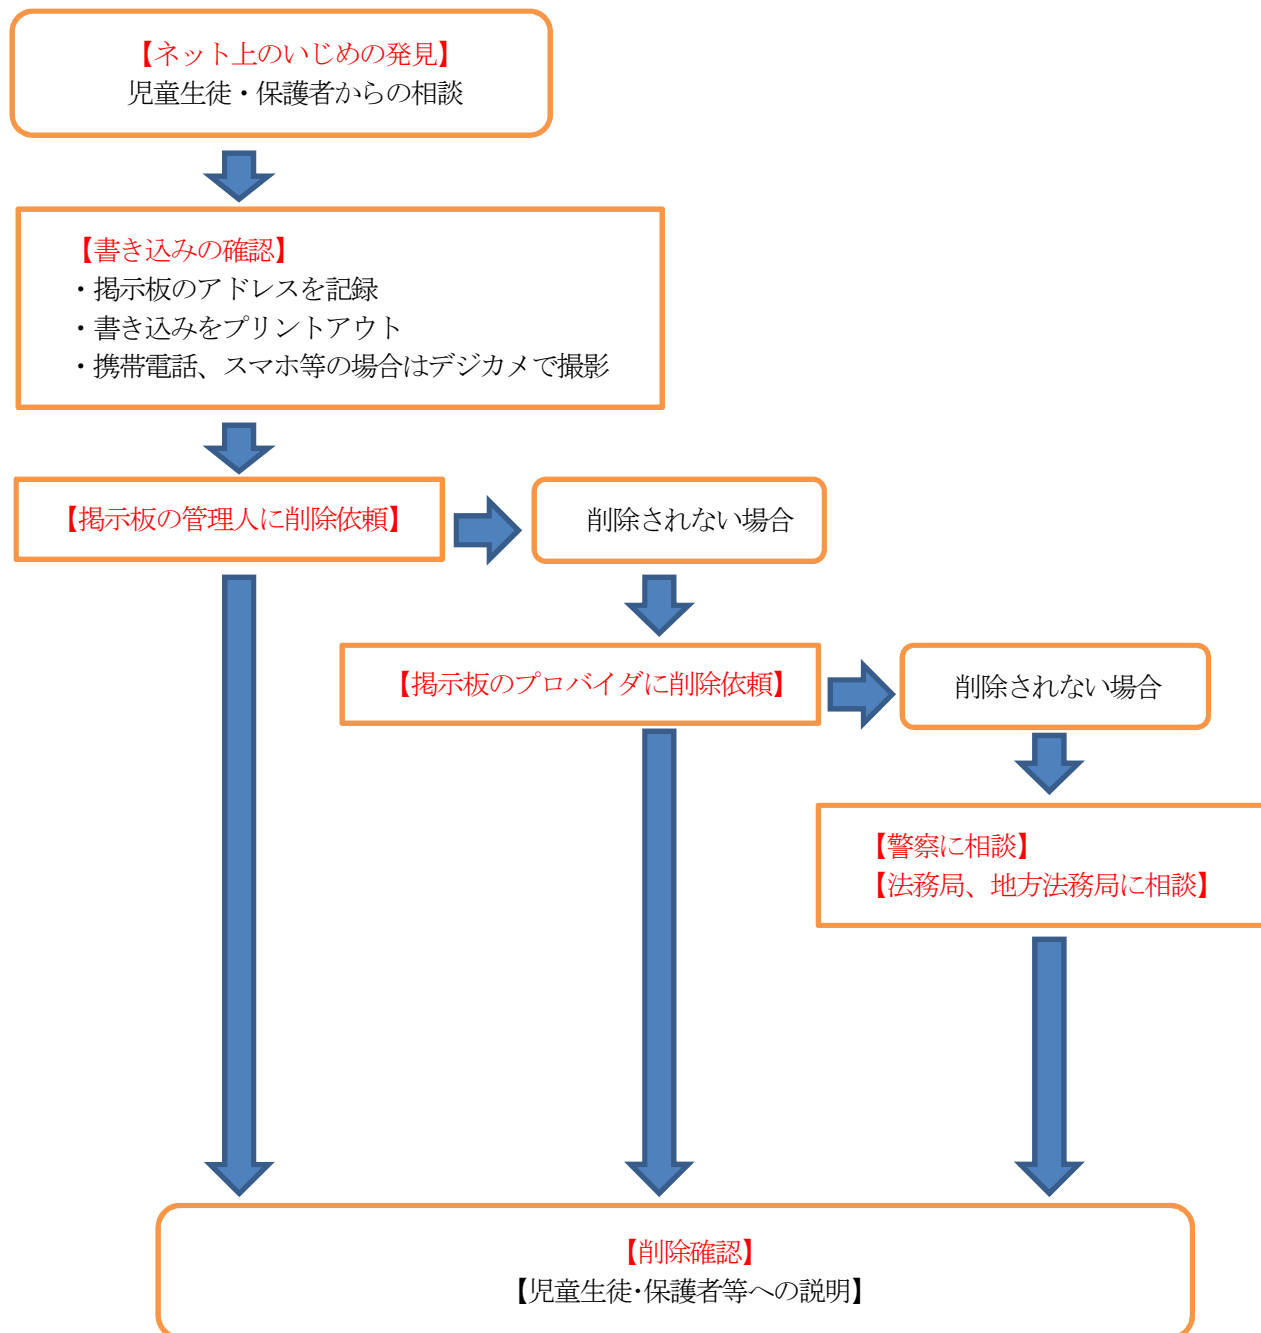 【ネット上のいじめの発見】
児童生徒・保護者からの相談
【書き込みの確認】
・掲示板のアドレスを記録
・書き込みをプリントアウト
・携帯電話、スマホ等の場合はデジカメで撮影
【掲示板の管理人に削除依頼】
削除されない場合
【掲示板のプロバイダに削除依頼】
削除されない場合
【警察に相談】
【法務局、地方法務局に相談】
【削除確認】
【児童生徒・保護者等への説明】